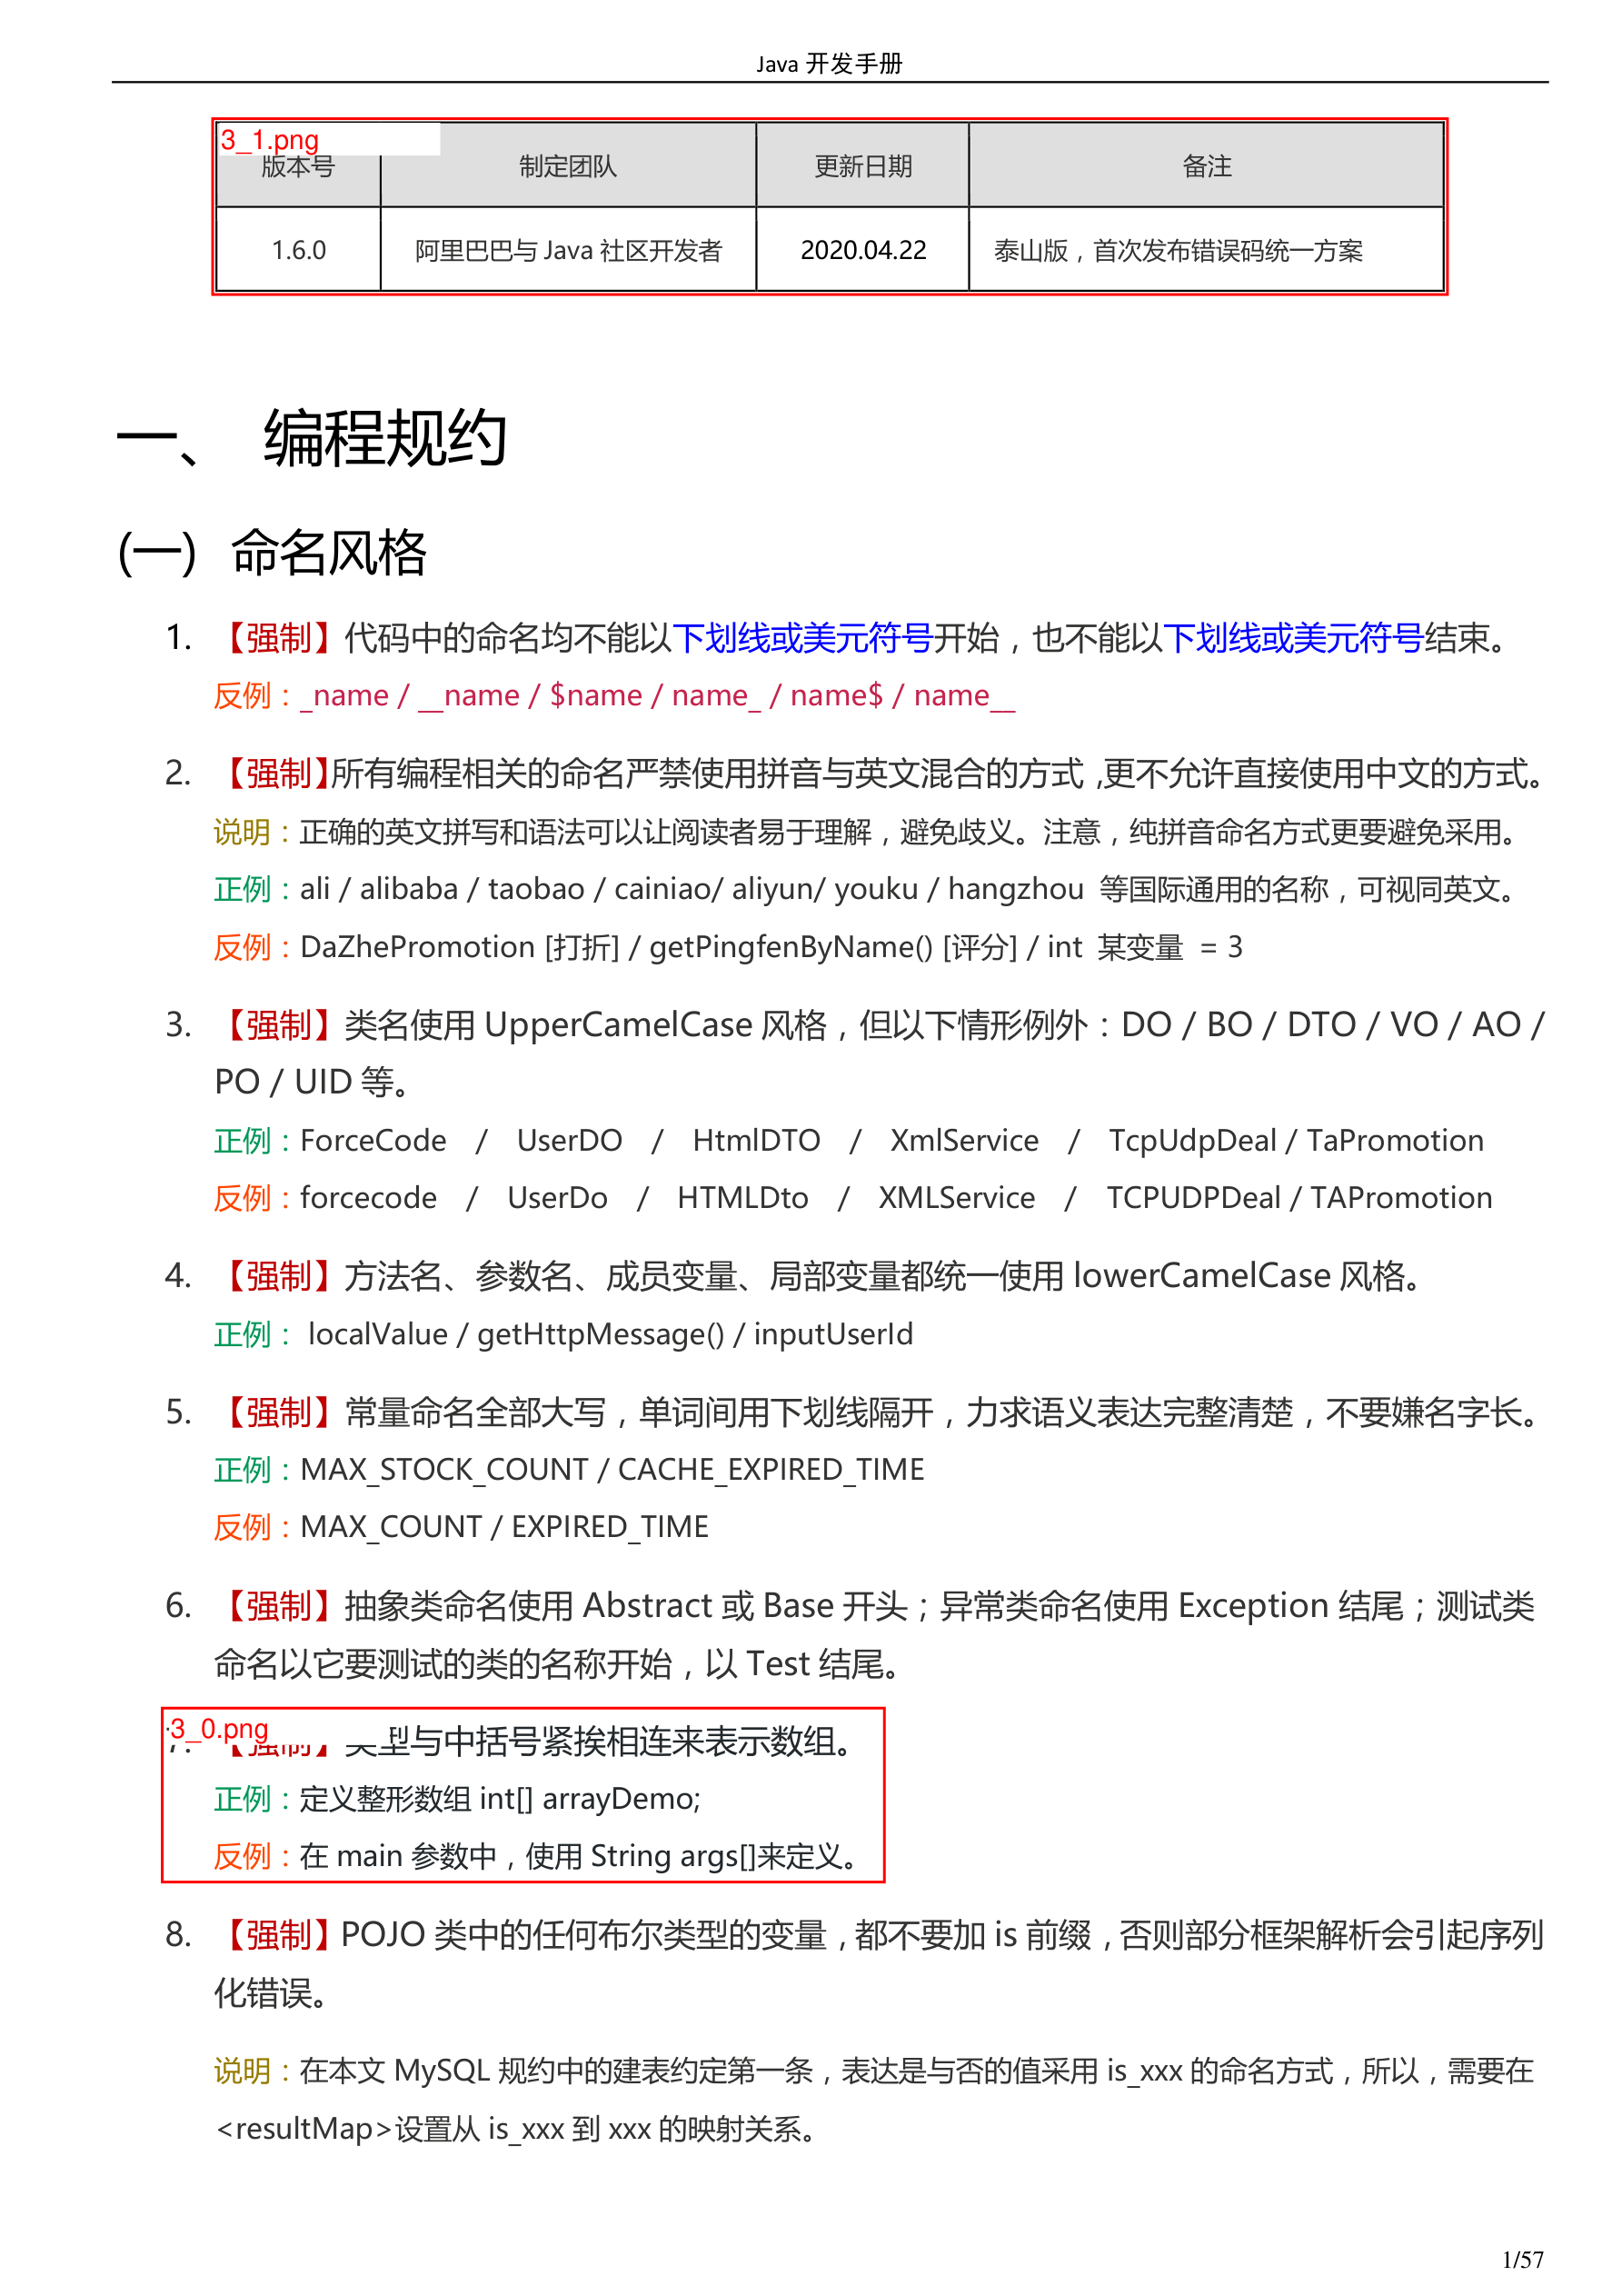 Java 开发手册
3_1.png
版本号 制定团队 更新日期 备注
1.6.0 阿里巴巴与 Java 社区开发者 2020.04.22 泰山版，首次发布错误码统一方案
一、 编程规约
(一) 命名风格
1. 【强制】代码中的命名均不能以下划线或美元符号开始，也不能以下划线或美元符号结束。
反例：_name / __name / $name / name_ / name$ / name__
2. 【强制】所有编程相关的命名严禁使用拼音与英文混合的方式，更不允许直接使用中文的方式。
说明：正确的英文拼写和语法可以让阅读者易于理解，避免歧义。注意，纯拼音命名方式更要避免采用。
正例：ali / alibaba / taobao / cainiao/ aliyun/ youku / hangzhou 等国际通用的名称，可视同英文。
反例：DaZhePromotion [打折] / getPingfenByName() [评分] / int 某变量 = 3
3. 【强制】类名使用 UpperCamelCase 风格，但以下情形例外：DO / BO / DTO / VO / AO /
PO / UID 等。
正例：ForceCode / UserDO / HtmlDTO / XmlService / TcpUdpDeal / TaPromotion
反例：forcecode / UserDo / HTMLDto / XMLService / TCPUDPDeal / TAPromotion
4. 【强制】方法名、参数名、成员变量、局部变量都统一使用 lowerCamelCase 风格。
正例： localValue / getHttpMessage() / inputUserId
5. 【强制】常量命名全部大写，单词间用下划线隔开，力求语义表达完整清楚，不要嫌名字长。
正例：MAX_STOCK_COUNT / CACHE_EXPIRED_TIME
反例：MAX_COUNT / EXPIRED_TIME
6. 【强制】抽象类命名使用 Abstract 或 Base 开头；异常类命名使用 Exception 结尾；测试类
命名以它要测试的类的名称开始，以 Test 结尾。
3_0.png
7. 【强制】类型与中括号紧挨相连来表示数组。
正例：定义整形数组 int[] arrayDemo;
反例：在 main 参数中，使用 String args[]来定义。
8. 【强制】POJO 类中的任何布尔类型的变量，都不要加 is 前缀，否则部分框架解析会引起序列
化错误。
说明：在本文 MySQL 规约中的建表约定第一条，表达是与否的值采用 is_xxx 的命名方式，所以，需要在
<resultMap>设置从 is_xxx 到 xxx 的映射关系。
1/57